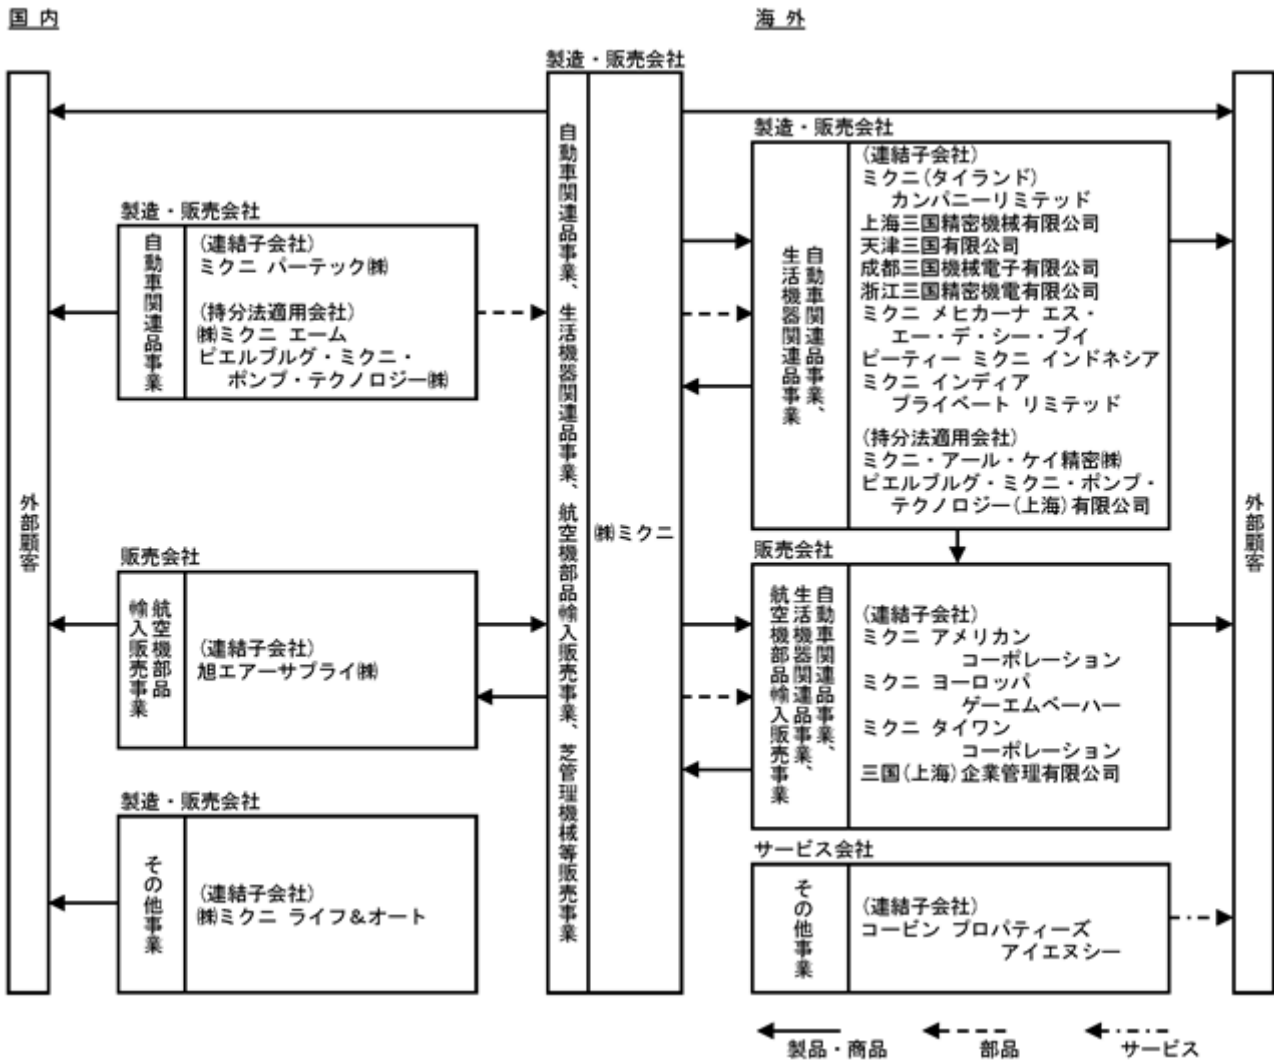 国 内
海 外
外部顧客
製造・販売会社
自動車関連品事業
(連結子会社)
ミクニ パーテック㈱
(持分法適用会社)
㈱ミクニ エーム
ピエルブルグ・ミクニ・
ポンプ・テクノロジー㈱
販売会社
航空機部品
輸入販売事業
(連結子会社)
旭エアーサプライ㈱
製造・販売会社
その他事業
(連結子会社)
㈱ミクニ ライフ&オート
製造・販売会社
自動車関連品事業、生活機器関連品事業、航空機部品輸入販売事業、芝管理機械等販売事業
㈱ミクニ
製造・販売会社
自動車関連品事業、
生活機器関連品事業
(連結子会社)
ミクニ(タイランド)
カンパニーリミテッド
上海三国精密機械有限公司
天津三国有限公司
成都三国機械電子有限公司
浙江三国精密機電有限公司
ミクニ メヒカーナ エス・
エー・デ・シー・ブイ
ピーティー ミクニ インドネシア
ミクニ インディア
プライベート リミテッド
(持分法適用会社)
ミクニ・アール・ケイ精密㈱
ピエルブルグ・ミクニ・ポンプ・
テクノロジー(上海)有限公司
販売会社
自動車関連品事業、
生活機器関連品事業、
航空機部品輸入販売事業
(連結子会社)
ミクニ アメリカン
コーポレーション
ミクニ ヨーロッパ
ゲーエムベーハー
ミクニ タイワン
コーポレーション
三国(上海)企業管理有限公司
サービス会社
その他事業
(連結子会社)
コービン プロパティーズ
アイエヌシー
外部顧客
製品・商品
部品
サービス